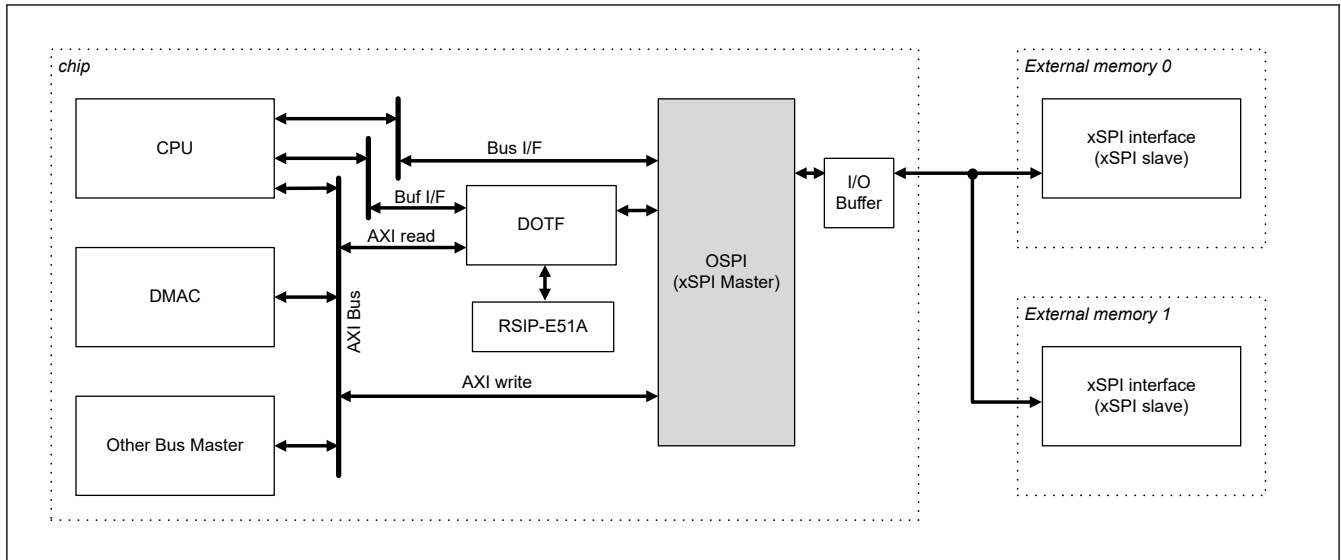 chip
External memory 0
CPU
Bus I/F
xSPI interface
(xSPI slave)
I/O
Buffer
Buf I/F
DOTF
AXI read
OSPI
(xSPI Master)
DMAC
AXI Bus
RSIP-E51A
External memory 1
AXI write
xSPI interface
(xSPI slave)
Other Bus Master